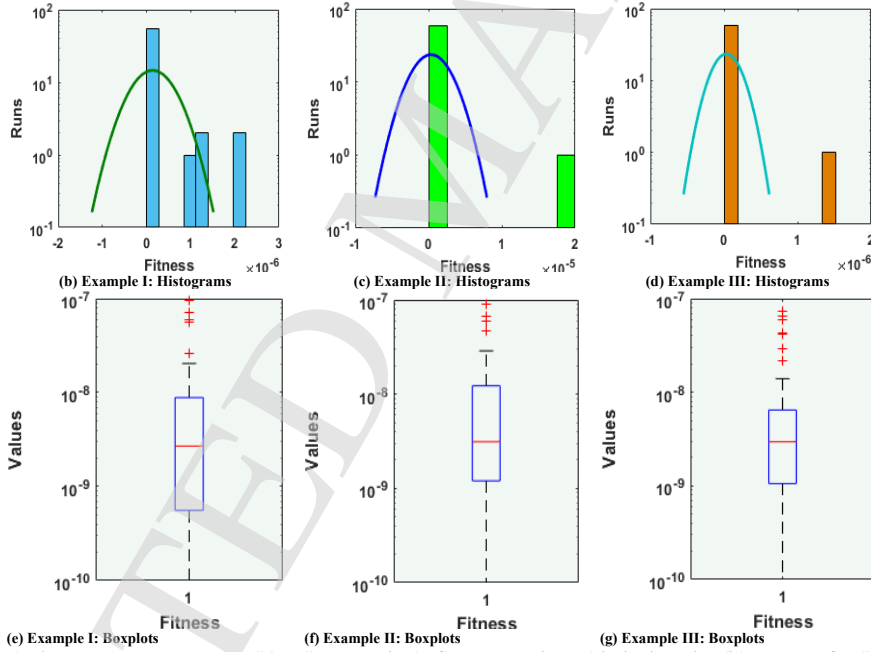 10^2
10^1
10^0
10^-1
Runs
-2 -1 0 1 2 3
Fitness
×10^-6
(b) Example I: Histograms
10^2
10^1
10^0
10^-1
Runs
-1 0 1 2
Fitness
×10^-5
(c) Example II: Histograms
10^2
10^1
10^0
10^-1
Runs
-1 0 1 2
Fitness
×10^-6
(d) Example III: Histograms
10^-7
10^-8
10^-9
10^-10
Values
1
Fitness
(e) Example I: Boxplots
10^-7
10^-8
10^-9
10^-10
Values
1
Fitness
(f) Example II: Boxplots
10^-7
10^-8
10^-9
10^-10
Values
1
Fitness
(g) Example III: Boxplots
TED MA